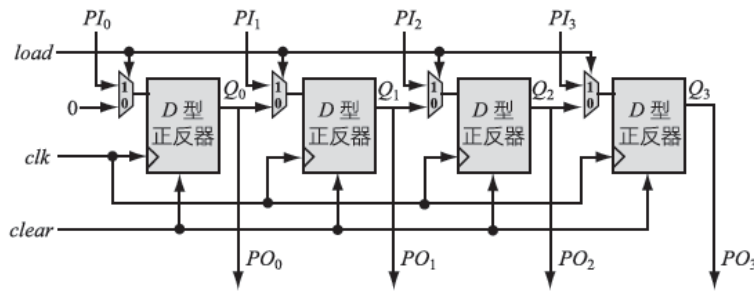 PI₀ PI₁ PI₂ PI₃
load
1 1 1 1
Q₀ Q₁ Q₂ Q₃
0 0 0 0
D 型 D 型 D 型 D 型
0
正反器 正反器 正反器 正反器
clk
clear
PO₀ PO₁ PO₂ PO₃